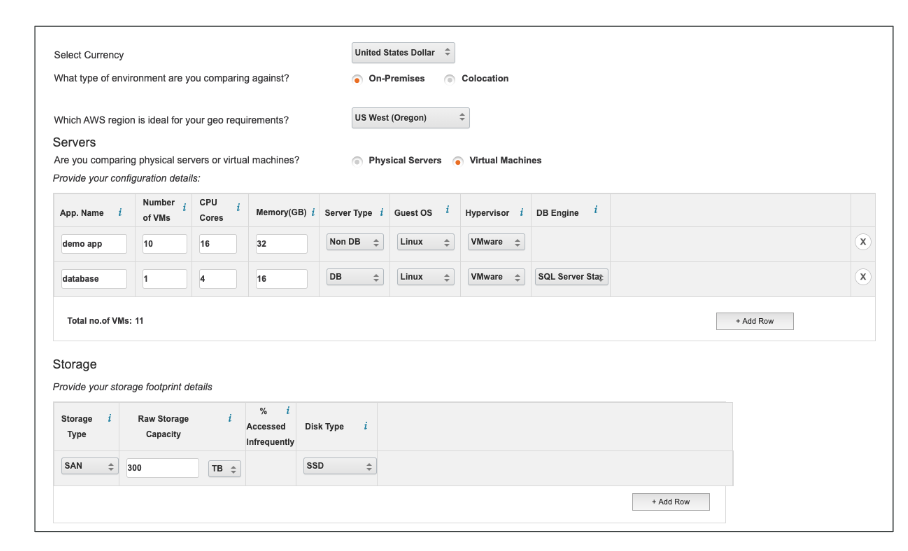 Select Currency United States Dollar
What type of environment are you comparing against? On-Premises Colocation
Which AWS region is ideal for your geo requirements? US West (Oregon)
Servers
Are you comparing physical servers or virtual machines? Physical Servers Virtual Machines
Provide your configuration details:
App. Name i Number of VMs i CPU Cores i Memory(GB) i Server Type i Guest OS i Hypervisor i DB Engine i
demo app 10 16 32 Non DB Linux VMware X
database 1 4 16 DB Linux VMware SQL Server X
Total no.of VMs: 11 + Add Row
Storage
Provide your storage footprint details
Storage Type i Raw Storage Capacity i % Accessed Infrequently i Disk Type i
SAN 300 TB SSD
+ Add Row